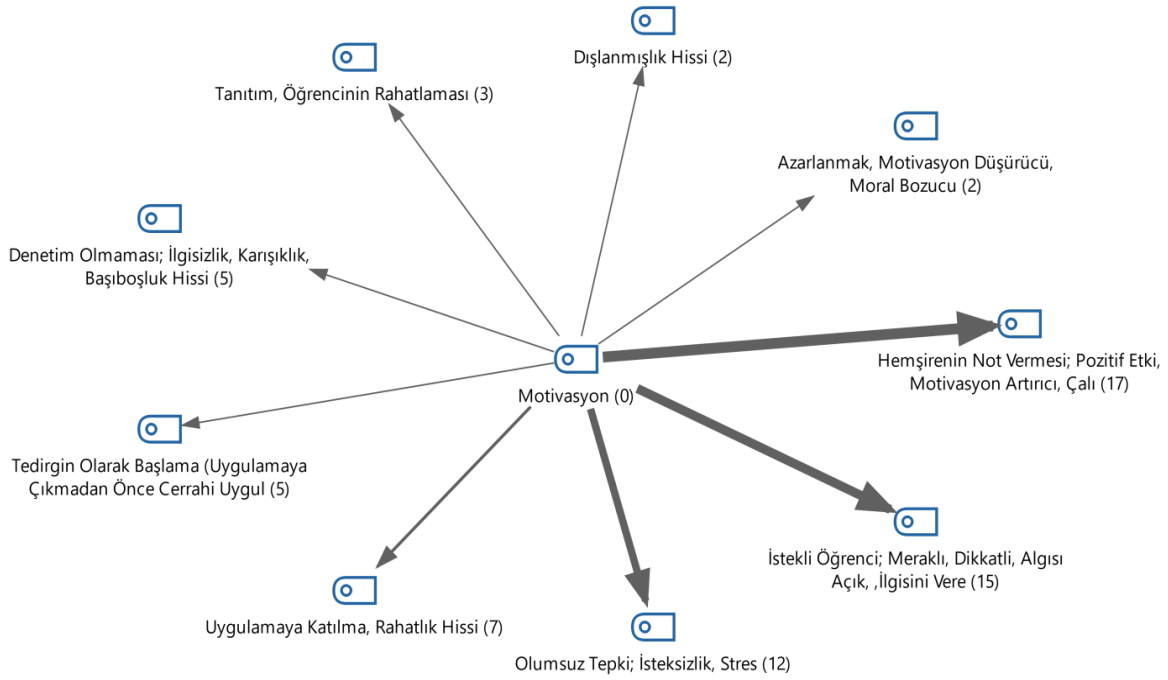 Dışlanmışlık Hissi (2)
Tanıtım, Öğrencinin Rahatlaması (3)
Azarlanmak, Motivasyon Düşürücü,
Moral Bozucu (2)
Denetim Olmaması; İlgisizlik, Karışıklık,
Başıboşluk Hissi (5)
Hemşirenin Not Vermesi; Pozitif Etki,
Motivasyon Artırıcı, Çalı (17)
Motivasyon (0)
Tedirgin Olarak Başlama (Uygulamaya
Çıkmadan Önce Cerrahi Uygul (5)
İstekli Öğrenci; Meraklı, Dikkatli, Algısı
Açık, ,İlgisini Vere (15)
Uygulamaya Katılma, Rahatlık Hissi (7)
Olumsuz Tepki; İsteksizlik, Stres (12)